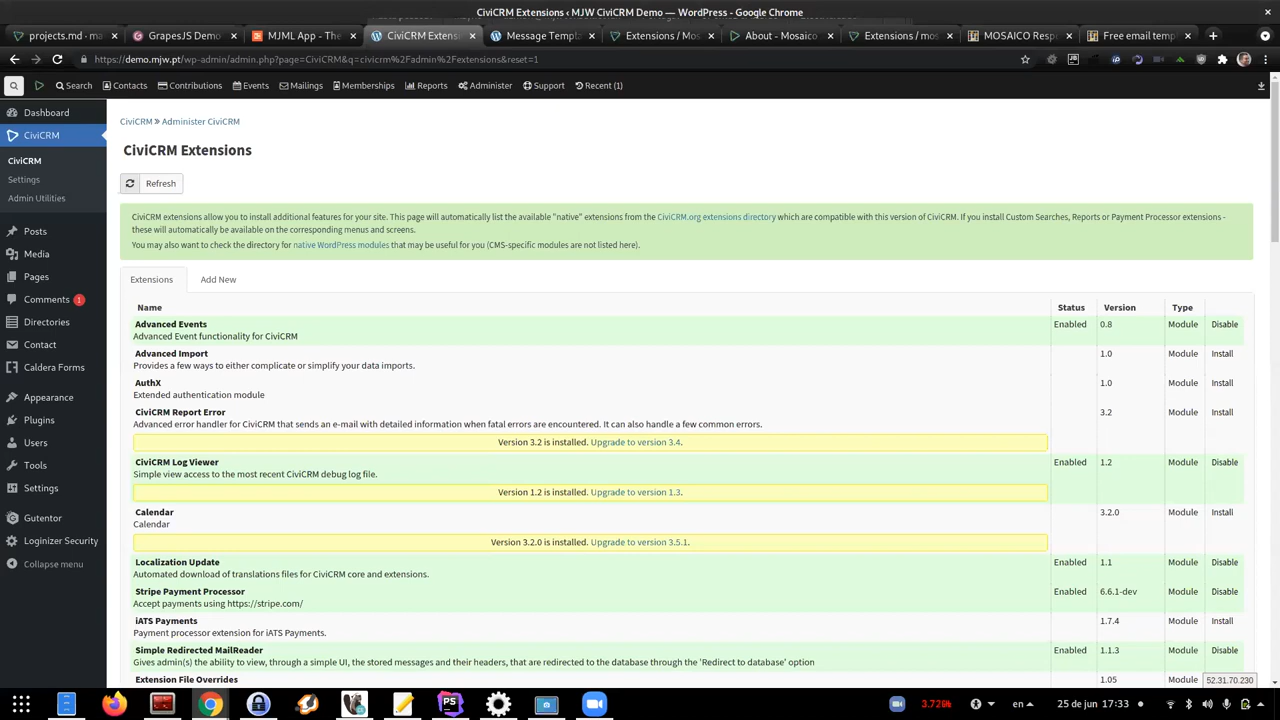 CiviCRM Extensions ‹ MJW CiviCRM Demo — WordPress - Google Chrome
projects.md - ma
GrapesJS Demo
MJML App - The
CiviCRM Extensi
Message Templa
Extensions / Mos
About - Mosaico
Extensions / mos
MOSAICO Respo
Free email templ
https://demo.mjw.pt/wp-admin/admin.php?page=CiviCRM&q=civicrm%2Fadmin%2Fextensions&reset=1
Search Contacts Contributions Events Mailings Memberships Reports Administer Support Recent (1)
Dashboard
CiviCRM
CiviCRM
Settings
Admin Utilities
Posts
Media
Pages
Comments 1
Directories
Contact
Caldera Forms
Appearance
Plugins
Users
Tools
Settings
Gutentor
Loginizer Security
Collapse menu
CiviCRM » Administer CiviCRM
CiviCRM Extensions
Refresh
CiviCRM extensions allow you to install additional features for your site. This page will automatically list the available "native" extensions from the CiviCRM.org extensions directory which are compatible with this version of CiviCRM. If you install Custom Searches, Reports or Payment Processor extensions -
these will automatically be available on the corresponding menus and screens.
You may also want to check the directory for native WordPress modules that may be useful for you (CMS-specific modules are not listed here).
Extensions Add New
Name Status Version Type
Advanced Events Enabled 0.8 Module Disable
Advanced Event functionality for CiviCRM
Advanced Import 1.0 Module Install
Provides a few ways to either complicate or simplify your data imports.
AuthX 1.0 Module Install
Extended authentication module
CiviCRM Report Error 3.2 Module Install
Advanced error handler for CiviCRM that sends an e-mail with detailed information when fatal errors are encountered. It can also handle a few common errors.
Version 3.2 is installed. Upgrade to version 3.4.
CiviCRM Log Viewer Enabled 1.2 Module Disable
Simple view access to the most recent CiviCRM debug log file.
Version 1.2 is installed. Upgrade to version 1.3.
Calendar 3.2.0 Module Install
Calendar
Version 3.2.0 is installed. Upgrade to version 3.5.1.
Localization Update Enabled 1.1 Module Disable
Automated download of translations files for CiviCRM core and extensions.
Stripe Payment Processor Enabled 6.6.1-dev Module Disable
Accept payments using https://stripe.com/
iATS Payments 1.7.4 Module Install
Payment processor extension for iATS Payments.
Simple Redirected MailReader Enabled 1.1.3 Module Disable
Gives admin(s) the ability to view, through a simple UI, the stored messages and their headers, that are redirected to the database through the 'Redirect to database' option
Extension File Overrides 1.05 Module Install
52.31.70.230
PS
3.726k en 25 de jun 17:33